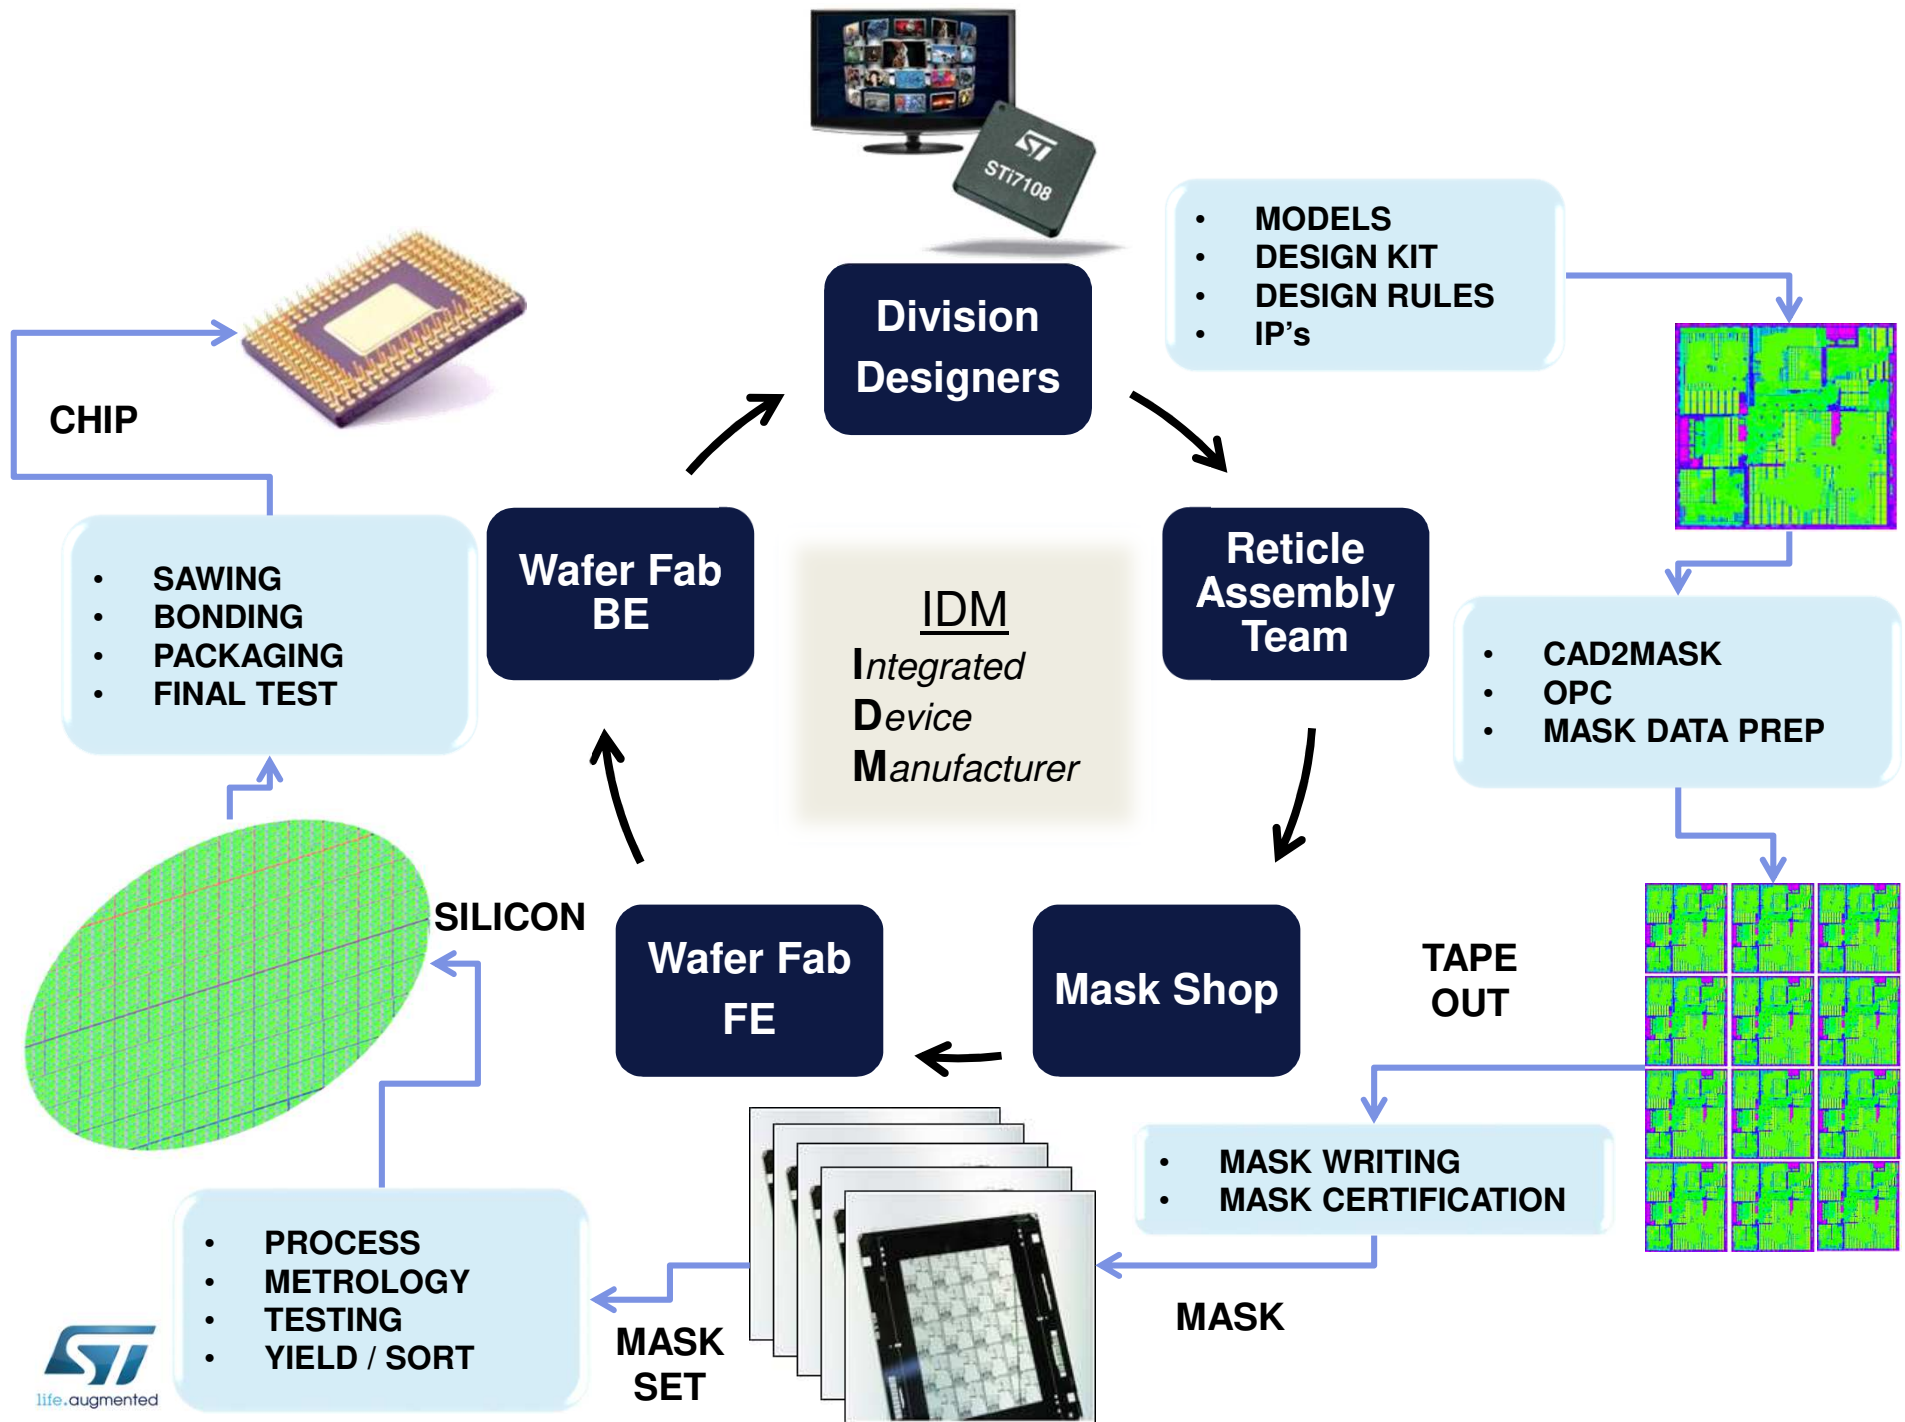 STi7108
• MODELS
• DESIGN KIT
• DESIGN RULES
• IP's
Division
Designers
CHIP
• SAWING
• BONDING
• PACKAGING
• FINAL TEST
Wafer Fab
BE
IDM
Integrated
Device
Manufacturer
Reticle
Assembly
Team
• CAD2MASK
• OPC
• MASK DATA PREP
SILICON
Wafer Fab
FE
Mask Shop
TAPE
OUT
• MASK WRITING
• MASK CERTIFICATION
• PROCESS
• METROLOGY
• TESTING
• YIELD / SORT
MASK
SET
MASK
ST
life.augmented